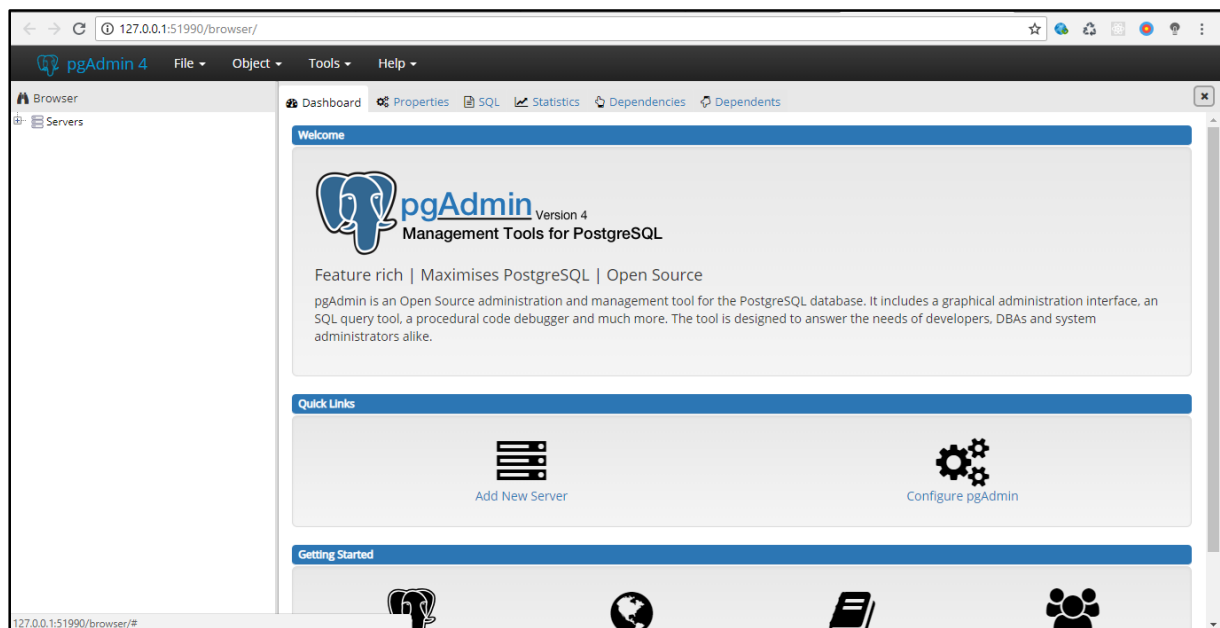 127.0.0.1:51990/browser/
pgAdmin 4 File Object Tools Help
Browser
Servers
Dashboard Properties SQL Statistics Dependencies Dependents
Welcome
pgAdmin Version 4
Management Tools for PostgreSQL
Feature rich | Maximises PostgreSQL | Open Source
pgAdmin is an Open Source administration and management tool for the PostgreSQL database. It includes a graphical administration interface, an
SQL query tool, a procedural code debugger and much more. The tool is designed to answer the needs of developers, DBAs and system
administrators alike.
Quick Links
Add New Server Configure pgAdmin
Getting Started
127.0.0.1:51990/browser/#